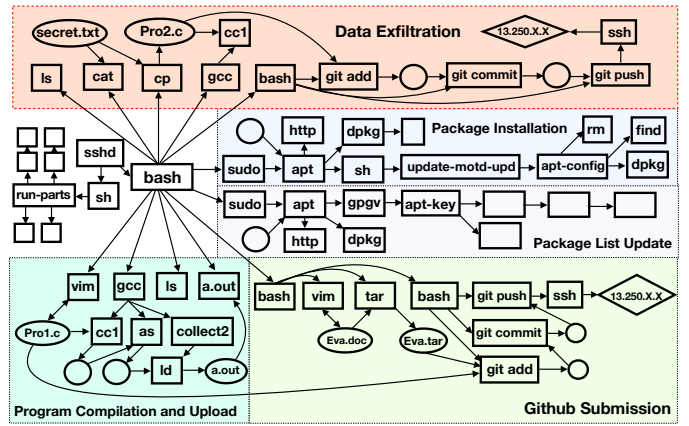 Data Exfiltration
secret.txt
Pro2.c
cc1
13.250.X.X
ssh
ls
cat
cp
gcc
bash
git add
git commit
git push
Package Installation
http
dpkg
rm
find
sudo
apt
sh
update-motd-upd
apt-config
dpkg
sshd
bash
run-parts
sh
sudo
apt
gpgv
apt-key
http
dpkg
Package List Update
vim
gcc
ls
a.out
Pro1.c
cc1
as
collect2
ld
a.out
Program Compilation and Upload
bash
vim
tar
bash
git push
ssh
13.250.X.X
Eva.doc
Eva.tar
git commit
git add
Github Submission